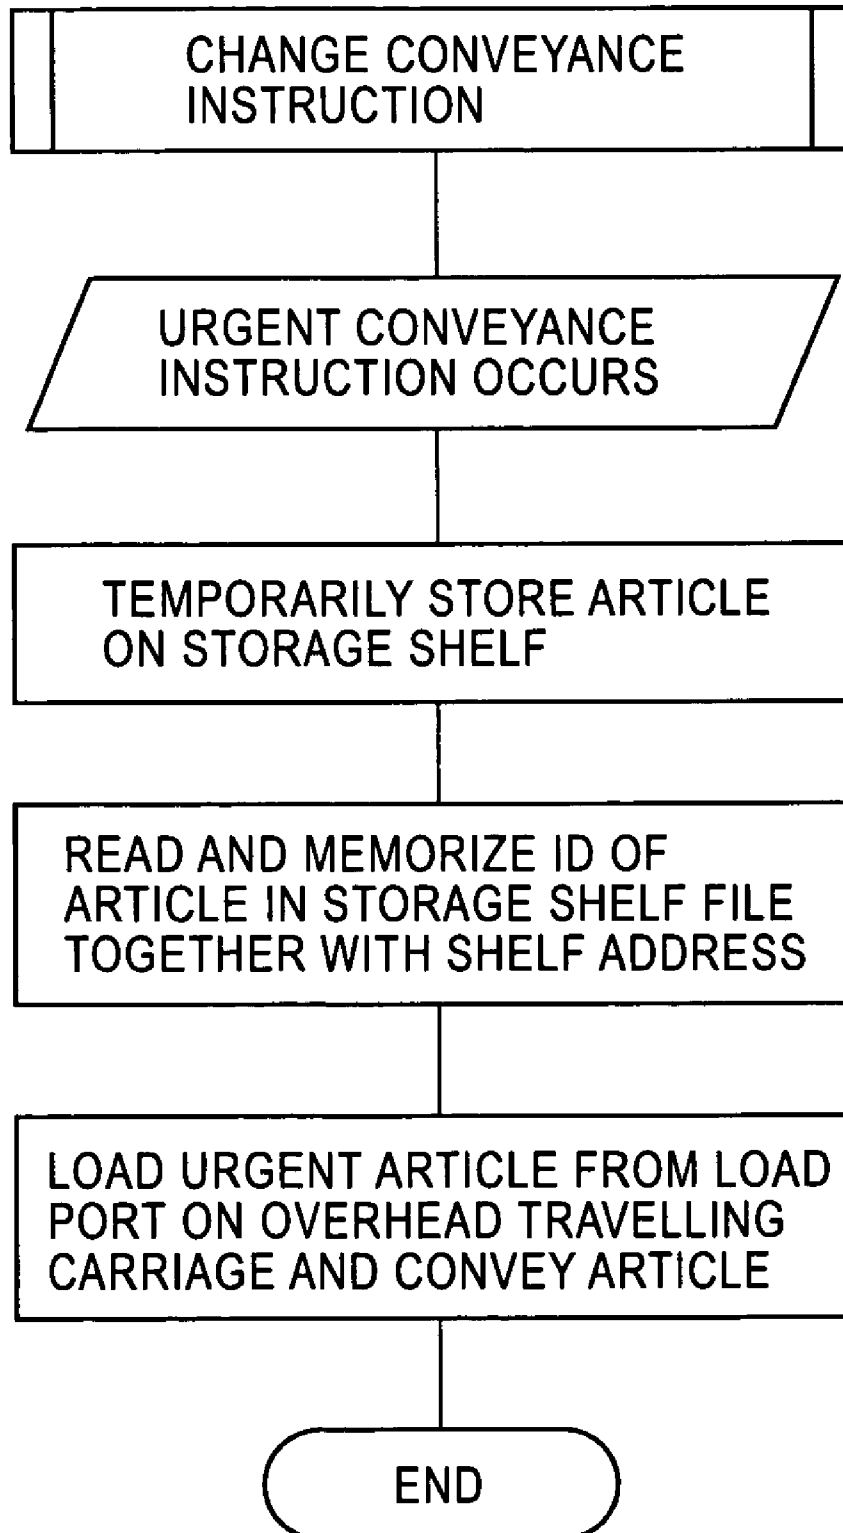 CHANGE CONVEYANCE
INSTRUCTION
URGENT CONVEYANCE
INSTRUCTION OCCURS
TEMPORARILY STORE ARTICLE
ON STORAGE SHELF
READ AND MEMORIZE ID OF
ARTICLE IN STORAGE SHELF FILE
TOGETHER WITH SHELF ADDRESS
LOAD URGENT ARTICLE FROM LOAD
PORT ON OVERHEAD TRAVELLING
CARRIAGE AND CONVEY ARTICLE
END